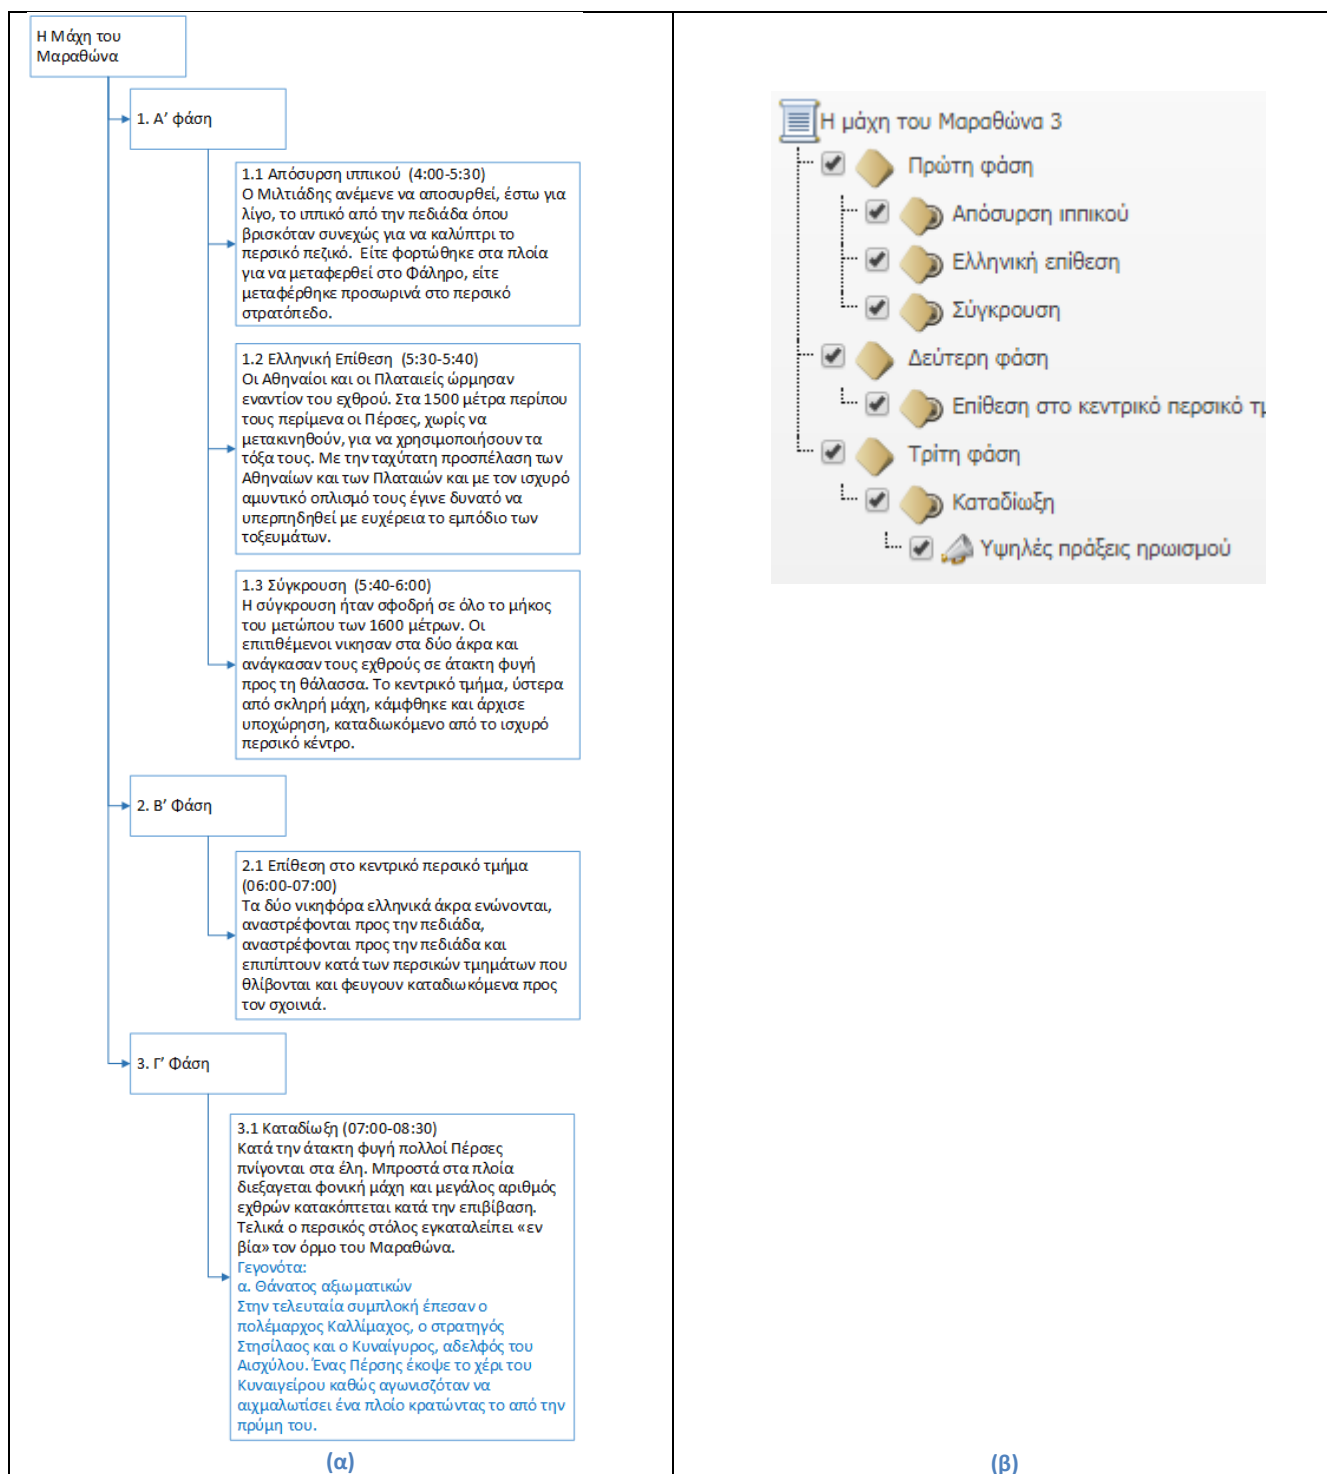 Η Μάχη του
Μαραθώνα
1. Α’ φάση
1.1 Απόσυρση ιππικού  (4:00-5:30)
Ο Μιλτιάδης ανέμενε να αποσυρθεί, έστω για
λίγο, το ιππικό από την πεδιάδα όπου
βρισκόταν συνεχώς για να καλύπτρι το
περσικό πεζικό.  Είτε φορτώθηκε στα πλοία
για να μεταφερθεί στο Φάληρο, είτε
μεταφέρθηκε προσωρινά στο περσικό
στρατόπεδο.
1.2 Ελληνική Επίθεση  (5:30-5:40)
Οι Αθηναίοι και οι Πλαταιείς ώρμησαν
εναντίον του εχθρού. Στα 1500 μέτρα περίπου
τους περίμενα οι Πέρσες, χωρίς να
μετακινηθούν, για να χρησιμοποιήσουν τα
τόξα τους. Με την ταχύτατη προσπέλαση των
Αθηναίων και των Πλαταιών και με τον ισχυρό
αμυντικό οπλισμό τους έγινε δυνατό να
υπερπηδηθεί με ευχέρεια το εμπόδιο των
τοξευμάτων.
1.3 Σύγκρουση  (5:40-6:00)
Η σύγκρουση ήταν σφοδρή σε όλο το μήκος
του μετώπου των 1600 μέτρων. Οι
επιτιθέμενοι νικησαν στα δύο άκρα και
ανάγκασαν τους εχθρούς σε άτακτη φυγή
προς τη θάλασσα. Το κεντρικό τμήμα, ύστερα
από σκληρή μάχη, κάμφθηκε και άρχισε
υποχώρηση, καταδιωκόμενο από το ισχυρό
περσικό κέντρο.
2. Β’ Φάση
2.1 Επίθεση στο κεντρικό περσικό τμήμα
(06:00-07:00)
Τα δύο νικηφόρα ελληνικά άκρα ενώνονται,
αναστρέφονται προς την πεδιάδα,
αναστρέφονται προς την πεδιάδα και
επιπίπτουν κατά των περσικών τμημάτων που
θλίβονται και φευγουν καταδιωκόμενα προς
τον σχοινιά.
3. Γ’ Φάση
3.1 Καταδίωξη (07:00-08:30)
Κατά την άτακτη φυγή πολλοί Πέρσες
πνίγονται στα έλη. Μπροστά στα πλοία
διεξαγεται φονική μάχη και μεγάλος αριθμός
εχθρών κατακόπτεται κατά την επιβίβαση.
Τελικά ο περσικός στόλος εγκαταλείπει «εν
βία» τον όρμο του Μαραθώνα.
Γεγονότα:
α. Θάνατος αξιωματικών
Στην τελευταία συμπλοκή έπεσαν ο
πολέμαρχος Καλλίμαχος, ο στρατηγός
Στησίλαος και ο Κυναίγυρος, αδελφός του
Αισχύλου. Ένας Πέρσης έκοψε το χέρι του
Κυναιγείρου καθώς αγωνισζόταν να
αιχμαλωτίσει ένα πλοίο κρατώντας το από την
πρύμη του.
(α)
Η μάχη του Μαραθώνα 3
Πρώτη φάση
Απόσυρση ιππικού
Ελληνική επίθεση
Σύγκρουση
Δεύτερη φάση
Επίθεση στο κεντρικό περσικό τμ
Τρίτη φάση
Καταδίωξη
Υψηλές πράξεις ηρωισμού
(β)